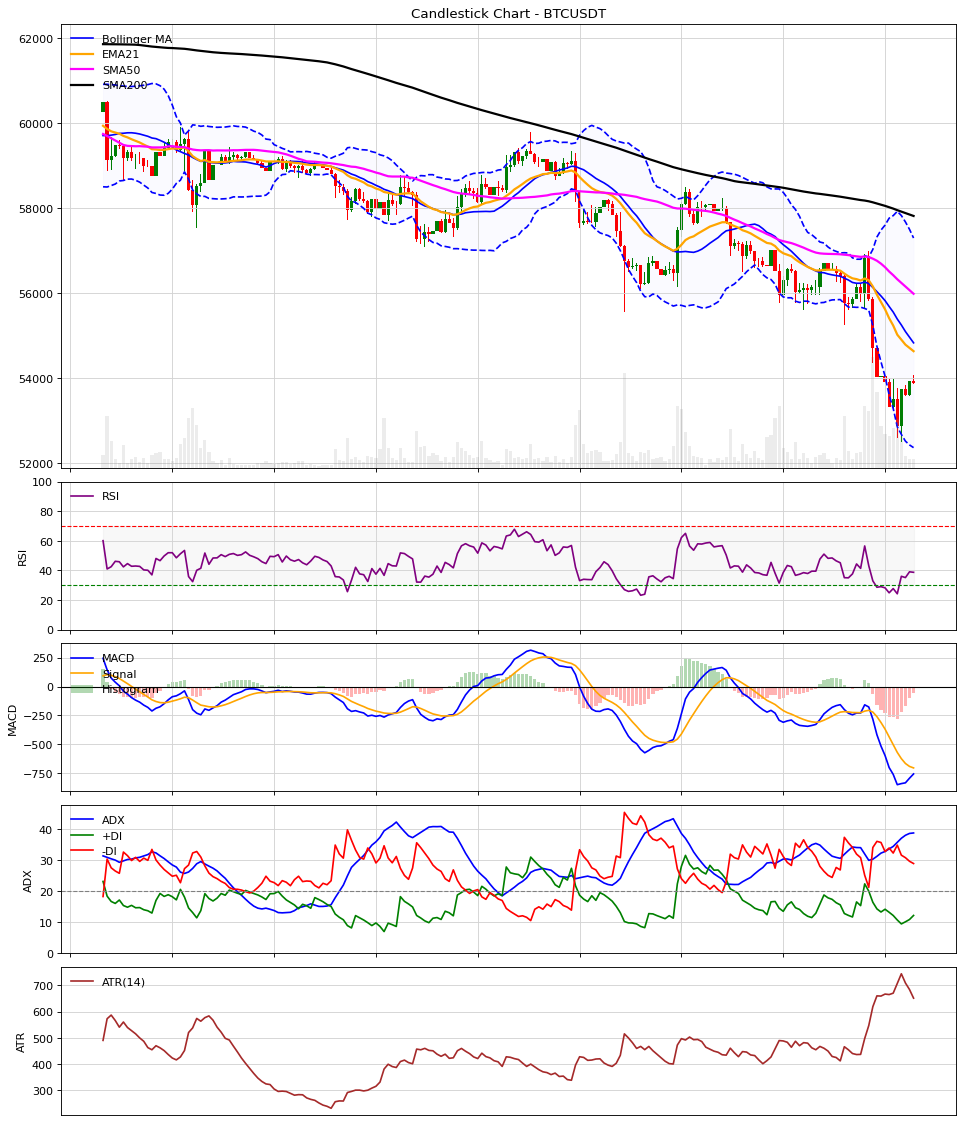 Candlestick Chart - BTCUSDT
62000
60000
58000
56000
54000
52000
Bollinger MA
EMA21
SMA50
SMA200
100
80
60
40
20
0
RSI
RSI
250
0
−250
−500
−750
MACD
MACD
Signal
Histogram
40
30
20
10
0
ADX
ADX
+DI
-DI
700
600
500
400
300
ATR
ATR(14)